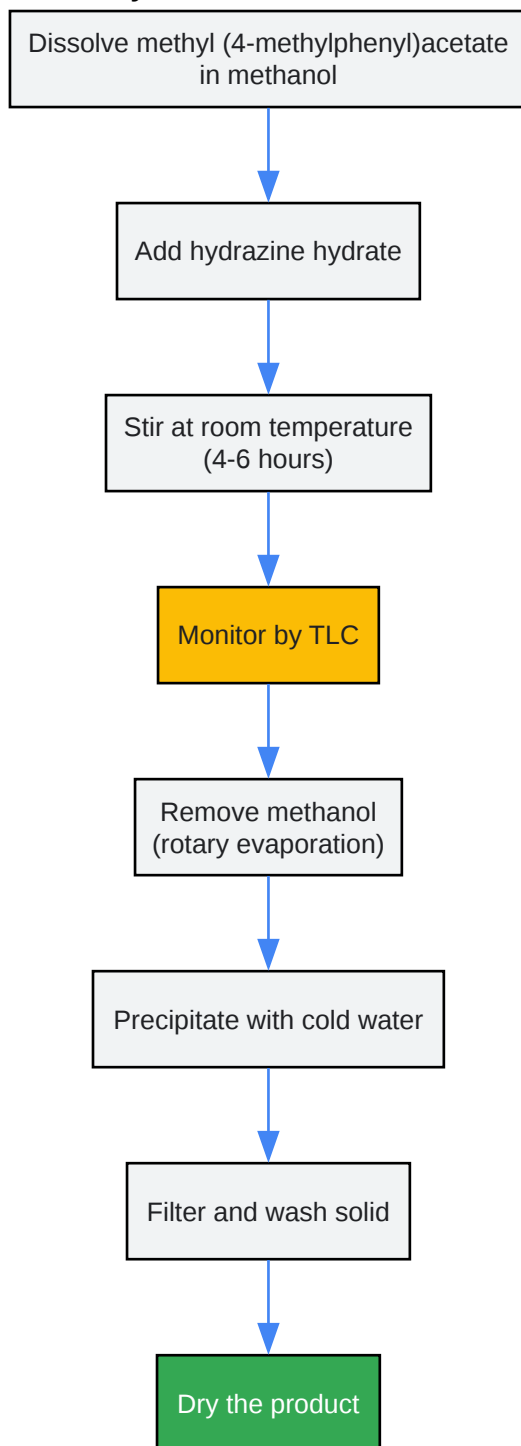 Dissolve methyl (4-methylphenyl)acetate
in methanol
Add hydrazine hydrate
Stir at room temperature
(4-6 hours)
Monitor by TLC
Remove methanol
(rotary evaporation)
Precipitate with cold water
Filter and wash solid
Dry the product